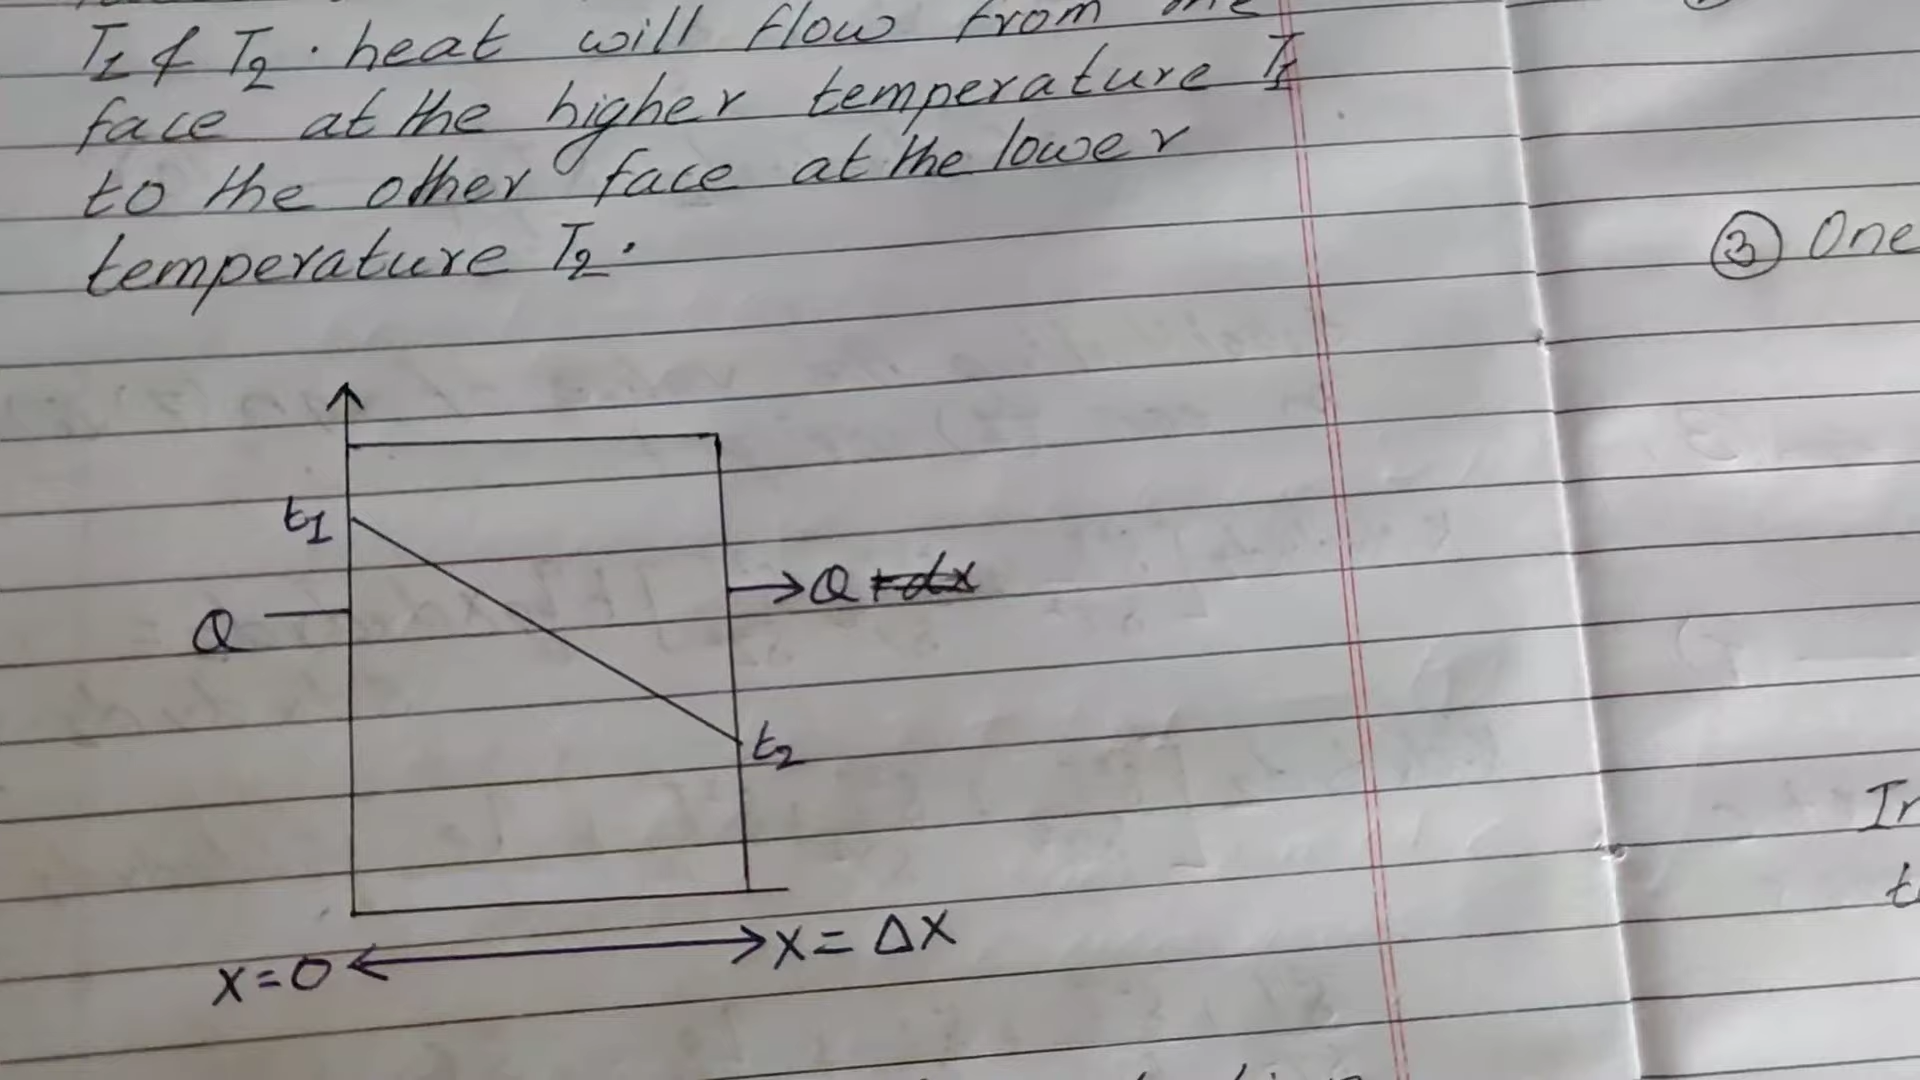 T₁ & T₂. heat will flow from one
face at the higher temperature T₁
to the other face at the lower
temperature T₂.
t₁
Q
Q
t₂
x=0
x= Δx
③ One